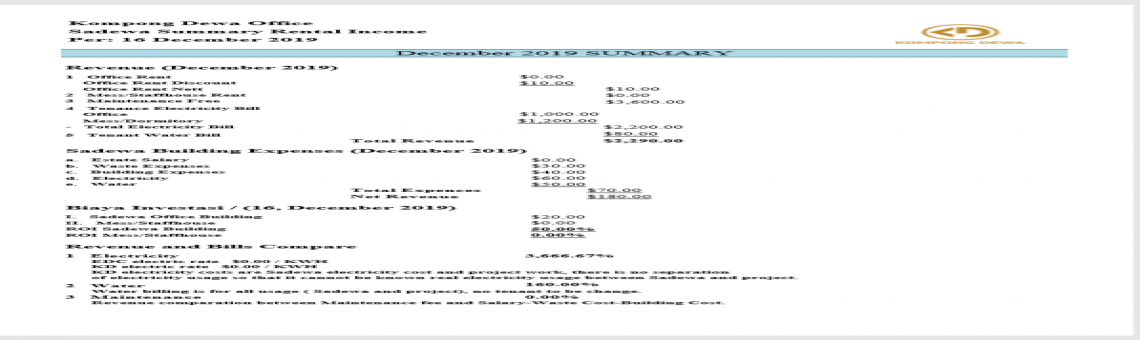 Kompong Dewa Office
Sadewa Summary Rental Income
Per: 16 December 2019
KOMPONG DEWA
December 2019 SUMMARY
Revenue (December 2019)
1 Office Rent $0.00
Office Rent Discount $10.00
Office Rent Nett $10.00
2 Mess/Staffhouse Rent $0.00
3 Maintenance Free $3,600.00
4 Tenance Electricity Bill
Office $1,000.00
Mess/Dormitory $1,200.00
- Total Electricity Bill $2,200.00
5 Tenant Water Bill $80.00
Total Revenue $2,290.00
Sadewa Building Expenses (December 2019)
a. Estate Salary $0.00
b. Waste Expenses $30.00
c. Building Expenses $40.00
d. Electricity $60.00
e. Water $50.00
Total Expences $70.00
Net Revenue $180.00
Biaya Investasi / (16, December 2019)
I. Sadewa Office Building $20.00
II. Mess/Staffhouse $0.00
ROI Sadewa Building 50.00%
ROI Mess/Staffhouse 0.00%
Revenue and Bills Compare
1 Electricity 3,666.67%
EDC electric rate $0.00 / KWH
KD electric rate $0.00 / KWH
KD electricity costs are Sadewa electricity cost and project work, there is no separation
of electricity usage so that it cannot be known real electricity usage between Sadewa and project.
2 Water 160.00%
Water billing is for all usage ( Sadewa and project), no tenant to be change.
3 Maintenance 0.00%
Revenue comparation between Maintenance fee and Salary-Waste Cost-Building Cost.